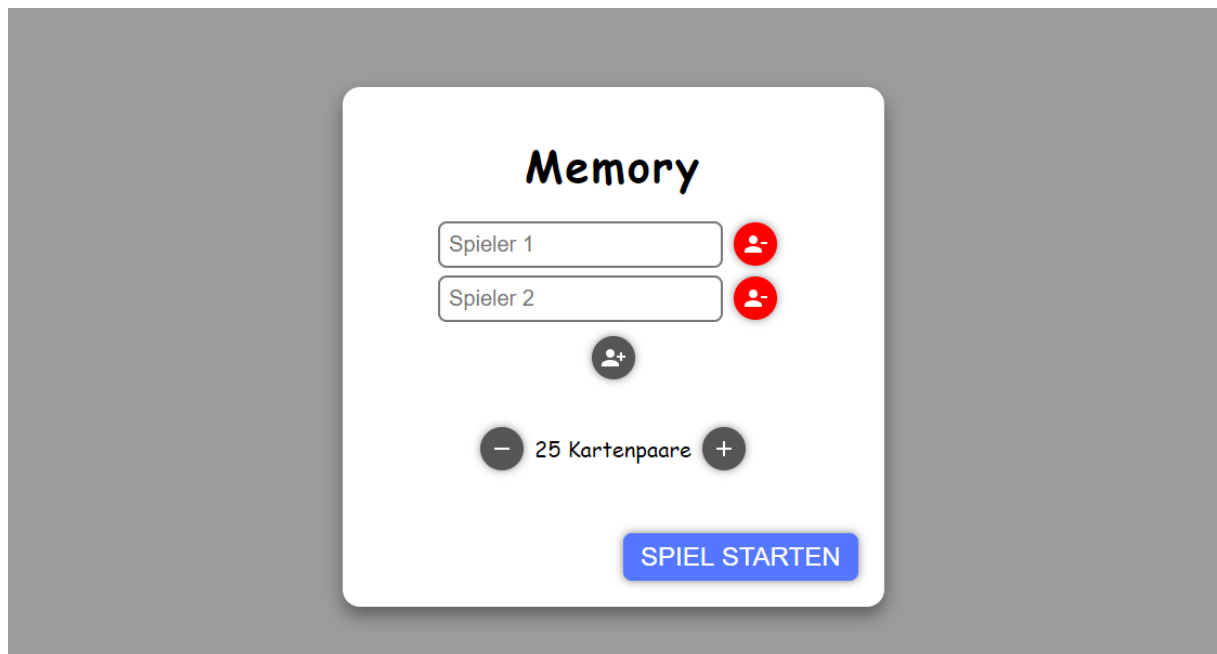 Memory
Spieler 1
Spieler 2
25 Kartenpaare
SPIEL STARTEN